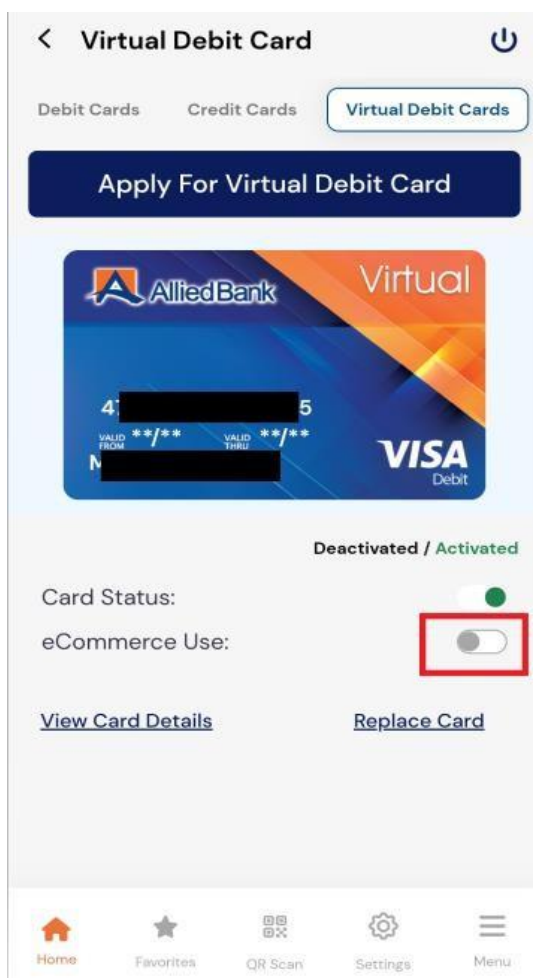 Virtual Debit Card
Debit Cards Credit Cards Virtual Debit Cards
Apply For Virtual Debit Card
AlliedBank Virtual
4 5
VALID FROM **/** VALID THRU **/**
VISA
Debit
Deactivated / Activated
Card Status:
eCommerce Use:
View Card Details Replace Card
Home Favorites QR Scan Settings Menu